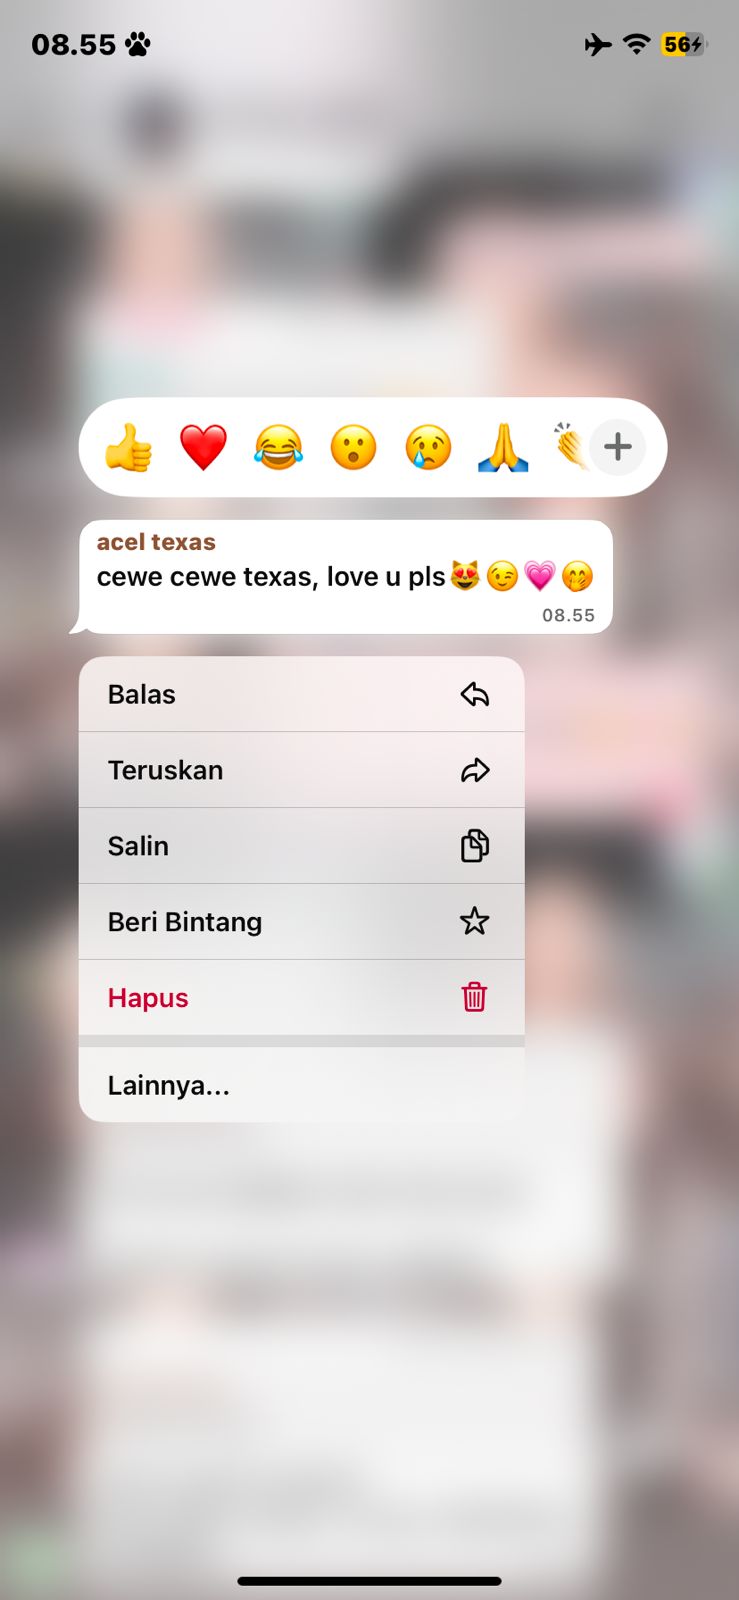 08.55
56
acel texas
cewe cewe texas, love u pls😻😉💗🤭
08.55
Balas
Teruskan
Salin
Beri Bintang
Hapus
Lainnya...